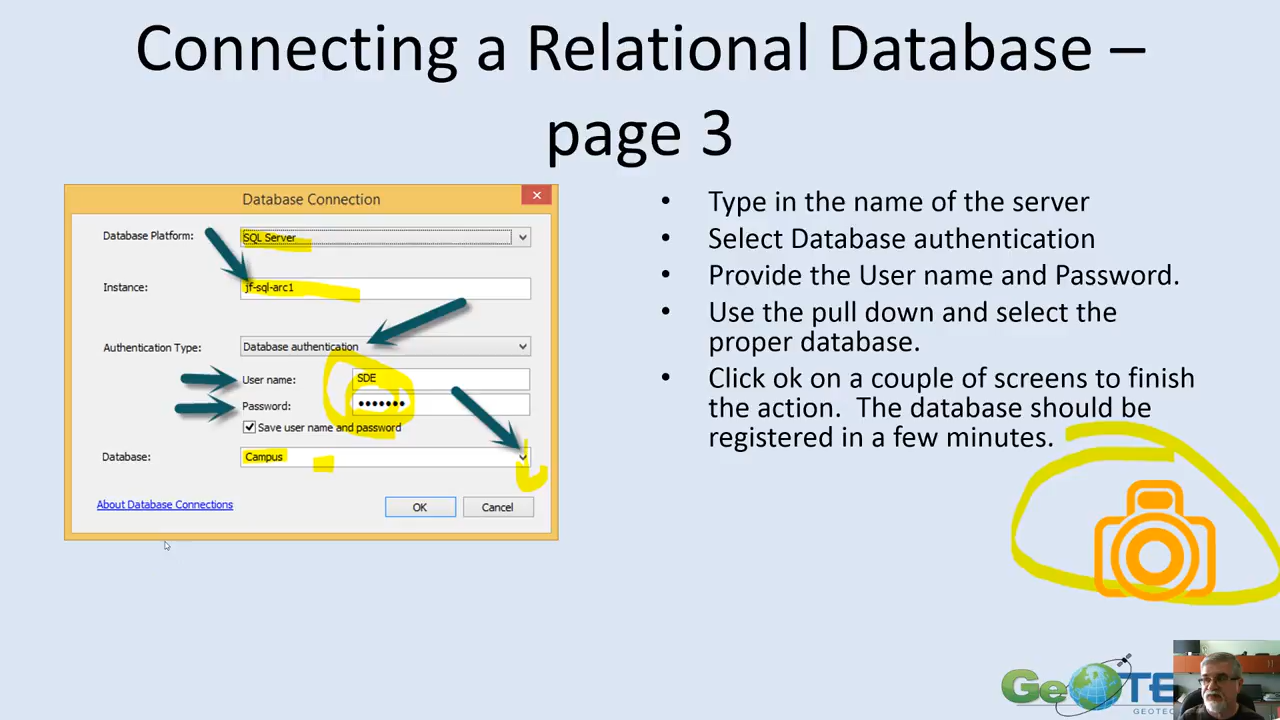 Connecting a Relational Database –
page 3
Database Connection
Database Platform: SQL Server
Instance: jf-sql-arc1
Authentication Type: Database authentication
User name: SDE
Password: •••••••
Save user name and password
Database: Campus
About Database Connections
OK Cancel
• Type in the name of the server
• Select Database authentication
• Provide the User name and Password.
• Use the pull down and select the
proper database.
• Click ok on a couple of screens to finish
the action. The database should be
registered in a few minutes.
GeoTE
GEOTEC